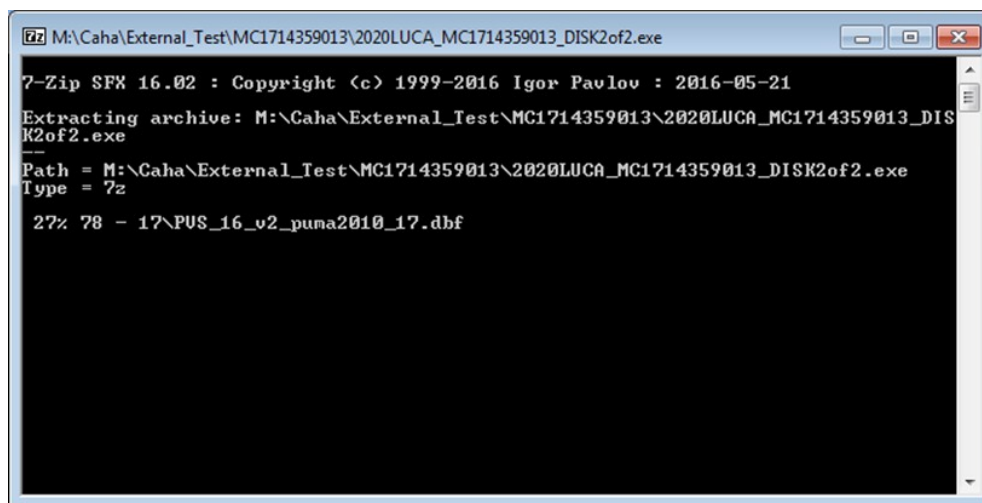 7z M:\Caha\External_Test\MC1714359013\2020LUCA_MC1714359013_DISK2of2.exe
7-Zip SFX 16.02 : Copyright (c) 1999-2016 Igor Pavlov : 2016-05-21
Extracting archive: M:\Caha\External_Test\MC1714359013\2020LUCA_MC1714359013_DIS
K2of2.exe
--
Path = M:\Caha\External_Test\MC1714359013\2020LUCA_MC1714359013_DISK2of2.exe
Type = 7z
27% 78 - 17\PVS_16_v2_puma2010_17.dbf